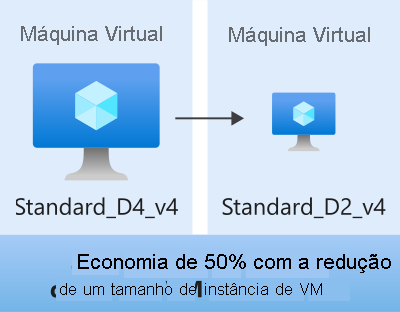 Máquina Virtual
Máquina Virtual
Standard_D4_v4
Standard_D2_v4
Economia de 50% com a redução
de um tamanho de instância de VM